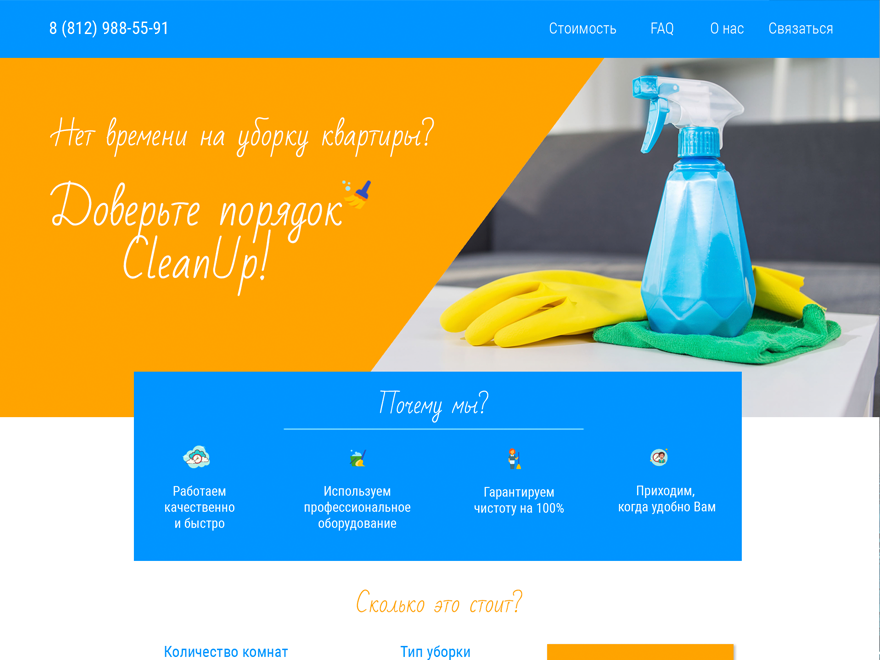 8 (812) 988-55-91
Стоимость
FAQ
О нас
Связаться
Нет времени на уборку квартиры?
Доверьте порядок
CleanUp!
Почему мы?
Работаем
качественно
и быстро
Используем
профессиональное
оборудование
Гарантируем
чистоту на 100%
Приходим,
когда удобно Вам
Сколько это стоит?
Количество комнат
Тип уборки